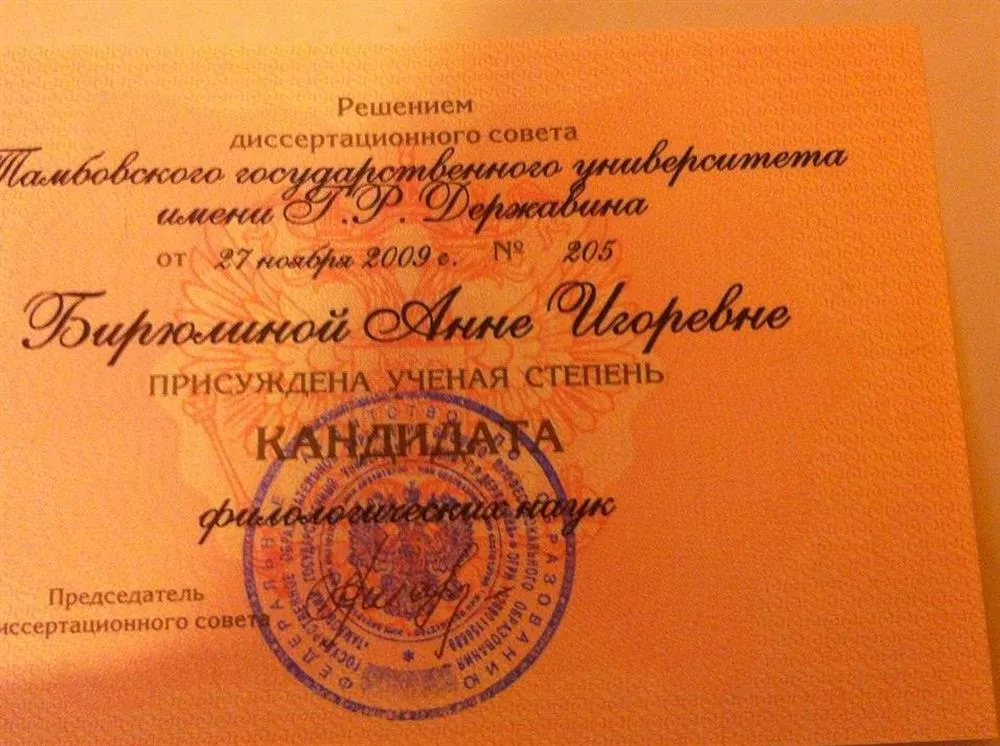 Решением
диссертационного совета
Тамбовского государственного университета
имени Г.Р. Державина
от 27 ноября 2009 г. № 205
Бирюлиной Анне Игоревне
ПРИСУЖДЕНА УЧЕНАЯ СТЕПЕНЬ
КАНДИДАТА
филологических наук
Председатель
диссертационного совета